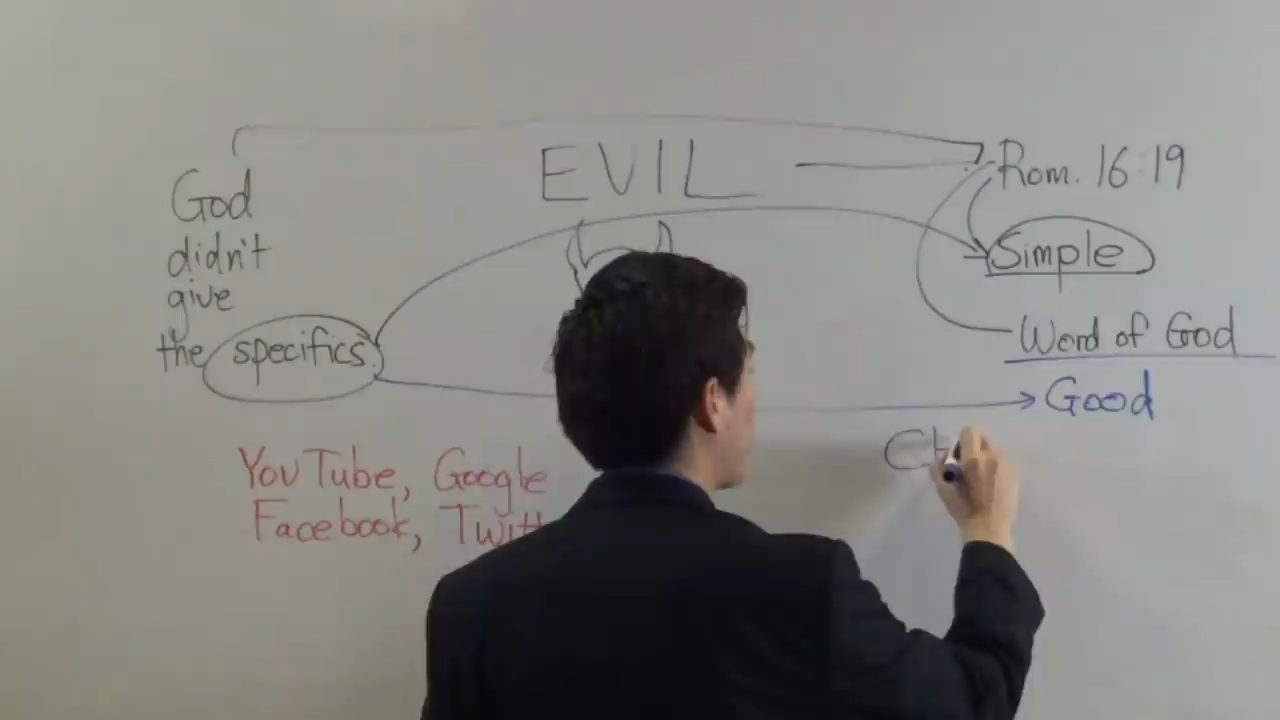 EVIL
God
didn't
give
the specifics.
Rom. 16:19
Simple
Word of God
Good
YouTube, Google
Facebook,